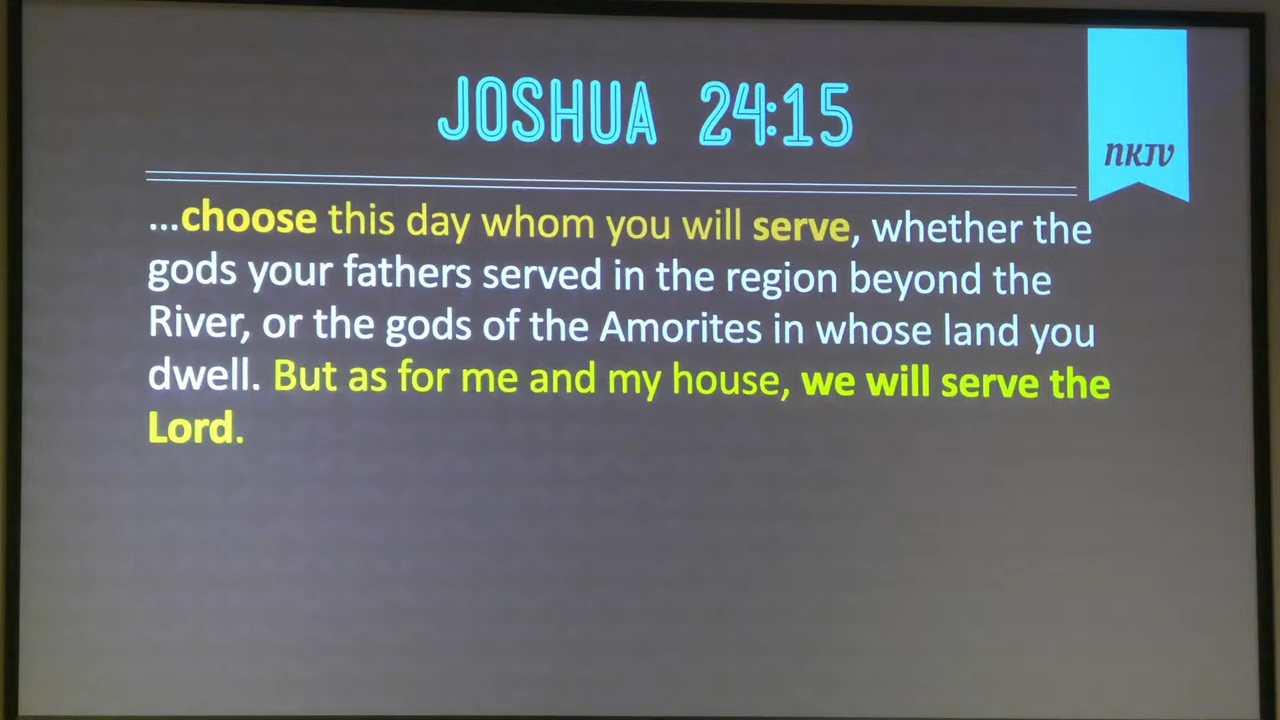 JOSHUA 24:15
NKJV
...choose this day whom you will serve, whether the
gods your fathers served in the region beyond the
River, or the gods of the Amorites in whose land you
dwell. But as for me and my house, we will serve the
Lord.